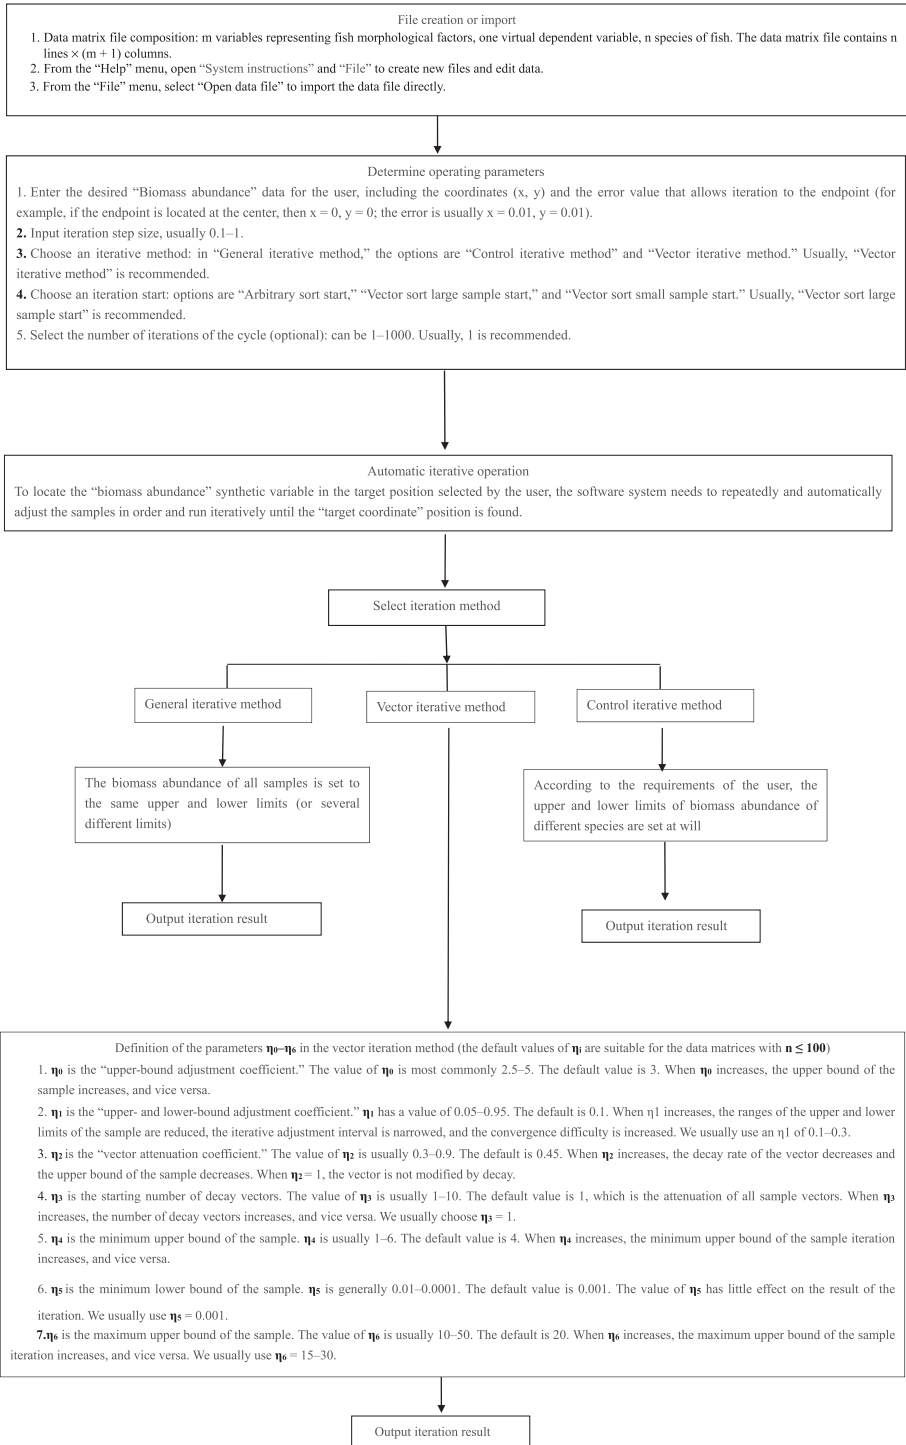 File creation or import
1. Data matrix file composition: m variables representing fish morphological factors, one virtual dependent variable, n species of fish. The data matrix file contains n
lines × (m + 1) columns.
2. From the “Help” menu, open “System instructions” and “File” to create new files and edit data.
3. From the “File” menu, select “Open data file” to import the data file directly.
Determine operating parameters
1. Enter the desired “Biomass abundance” data for the user, including the coordinates (x, y) and the error value that allows iteration to the endpoint (for
example, if the endpoint is located at the center, then x = 0, y = 0; the error is usually x = 0.01, y = 0.01).
2. Input iteration step size, usually 0.1–1.
3. Choose an iterative method: in “General iterative method,” the options are “Control iterative method” and “Vector iterative method.” Usually, “Vector
iterative method” is recommended.
4. Choose an iteration start: options are “Arbitrary sort start,” “Vector sort large sample start,” and “Vector sort small sample start.” Usually, “Vector sort large
sample start” is recommended.
5. Select the number of iterations of the cycle (optional): can be 1–1000. Usually, 1 is recommended.
Automatic iterative operation
To locate the “biomass abundance” synthetic variable in the target position selected by the user, the software system needs to repeatedly and automatically
adjust the samples in order and run iteratively until the “target coordinate” position is found.
Select iteration method
General iterative method
Vector iterative method
Control iterative method
The biomass abundance of all samples is set to
the same upper and lower limits (or several
different limits)
According to the requirements of the user, the
upper and lower limits of biomass abundance of
different species are set at will
Output iteration result
Output iteration result
Definition of the parameters η₀–η₆ in the vector iteration method (the default values of ηᵢ are suitable for the data matrices with n ≤ 100)
1. η₀ is the “upper-bound adjustment coefficient.” The value of η₀ is most commonly 2.5–5. The default value is 3. When η₀ increases, the upper bound of the
sample increases, and vice versa.
2. η₁ is the “upper- and lower-bound adjustment coefficient.” η₁ has a value of 0.05–0.95. The default is 0.1. When η1 increases, the ranges of the upper and lower
limits of the sample are reduced, the iterative adjustment interval is narrowed, and the convergence difficulty is increased. We usually use an η1 of 0.1–0.3.
3. η₂ is the “vector attenuation coefficient.” The value of η₂ is usually 0.3–0.9. The default is 0.45. When η₂ increases, the decay rate of the vector decreases and
the upper bound of the sample decreases. When η₂ = 1, the vector is not modified by decay.
4. η₃ is the starting number of decay vectors. The value of η₃ is usually 1–10. The default value is 1, which is the attenuation of all sample vectors. When η₃
increases, the number of decay vectors increases, and vice versa. We usually choose η₃ = 1.
5. η₄ is the minimum upper bound of the sample. η₄ is usually 1–6. The default value is 4. When η₄ increases, the minimum upper bound of the sample iteration
increases, and vice versa.
6. η₅ is the minimum lower bound of the sample. η₅ is generally 0.01–0.0001. The default value is 0.001. The value of η₅ has little effect on the result of the
iteration. We usually use η₅ = 0.001.
7.η₆ is the maximum upper bound of the sample. The value of η₆ is usually 10–50. The default is 20. When η₆ increases, the maximum upper bound of the sample
iteration increases, and vice versa. We usually use η₆ = 15–30.
Output iteration result